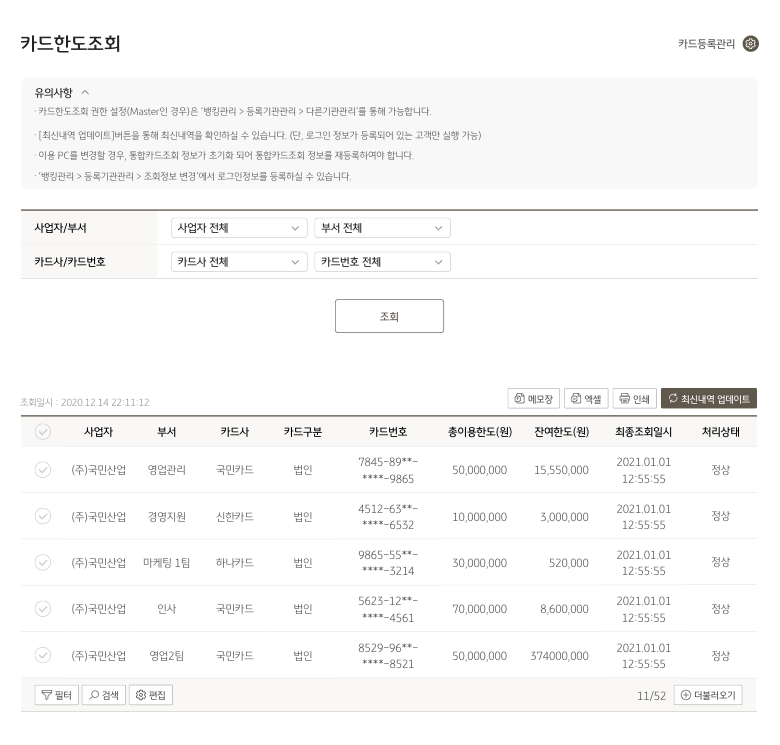 카드한도조회
카드등록관리
유의사항
· 카드한도조회 권한 설정(Master인 경우)은 '뱅킹관리 > 등록기관관리 > 다른기관관리'를 통해 가능합니다.
· [최신내역 업데이트]버튼을 통해 최신내역을 확인하실 수 있습니다. (단, 로그인 정보가 등록되어 있는 고객만 실행 가능)
· 이용 PC를 변경할 경우, 통합카드조회 정보가 초기화 되어 통합카드조회 정보를 재등록하여야 합니다.
· '뱅킹관리 > 등록기관관리 > 조회정보 변경'에서 로그인정보를 등록하실 수 있습니다.
사업자/부서 사업자 전체 부서 전체
카드사/카드번호 카드사 전체 카드번호 전체
조회
조회일시 : 2020.12.14 22:11:12 메모장 엑셀 인쇄 최신내역 업데이트
사업자 부서 카드사 카드구분 카드번호 총이용한도(원) 잔여한도(원) 최종조회일시 처리상태
(주)국민산업 영업관리 국민카드 법인 7845-89**-****-9865 50,000,000 15,550,000 2021.01.01 12:55:55 정상
(주)국민산업 경영지원 신한카드 법인 4512-63**-****-6532 10,000,000 3,000,000 2021.01.01 12:55:55 정상
(주)국민산업 마케팅 1팀 하나카드 법인 9865-55**-****-3214 30,000,000 520,000 2021.01.01 12:55:55 정상
(주)국민산업 인사 국민카드 법인 5623-12**-****-4561 70,000,000 8,600,000 2021.01.01 12:55:55 정상
(주)국민산업 영업2팀 국민카드 법인 8529-96**-****-8521 50,000,000 374000,000 2021.01.01 12:55:55 정상
필터 검색 편집 11/52 더불러오기